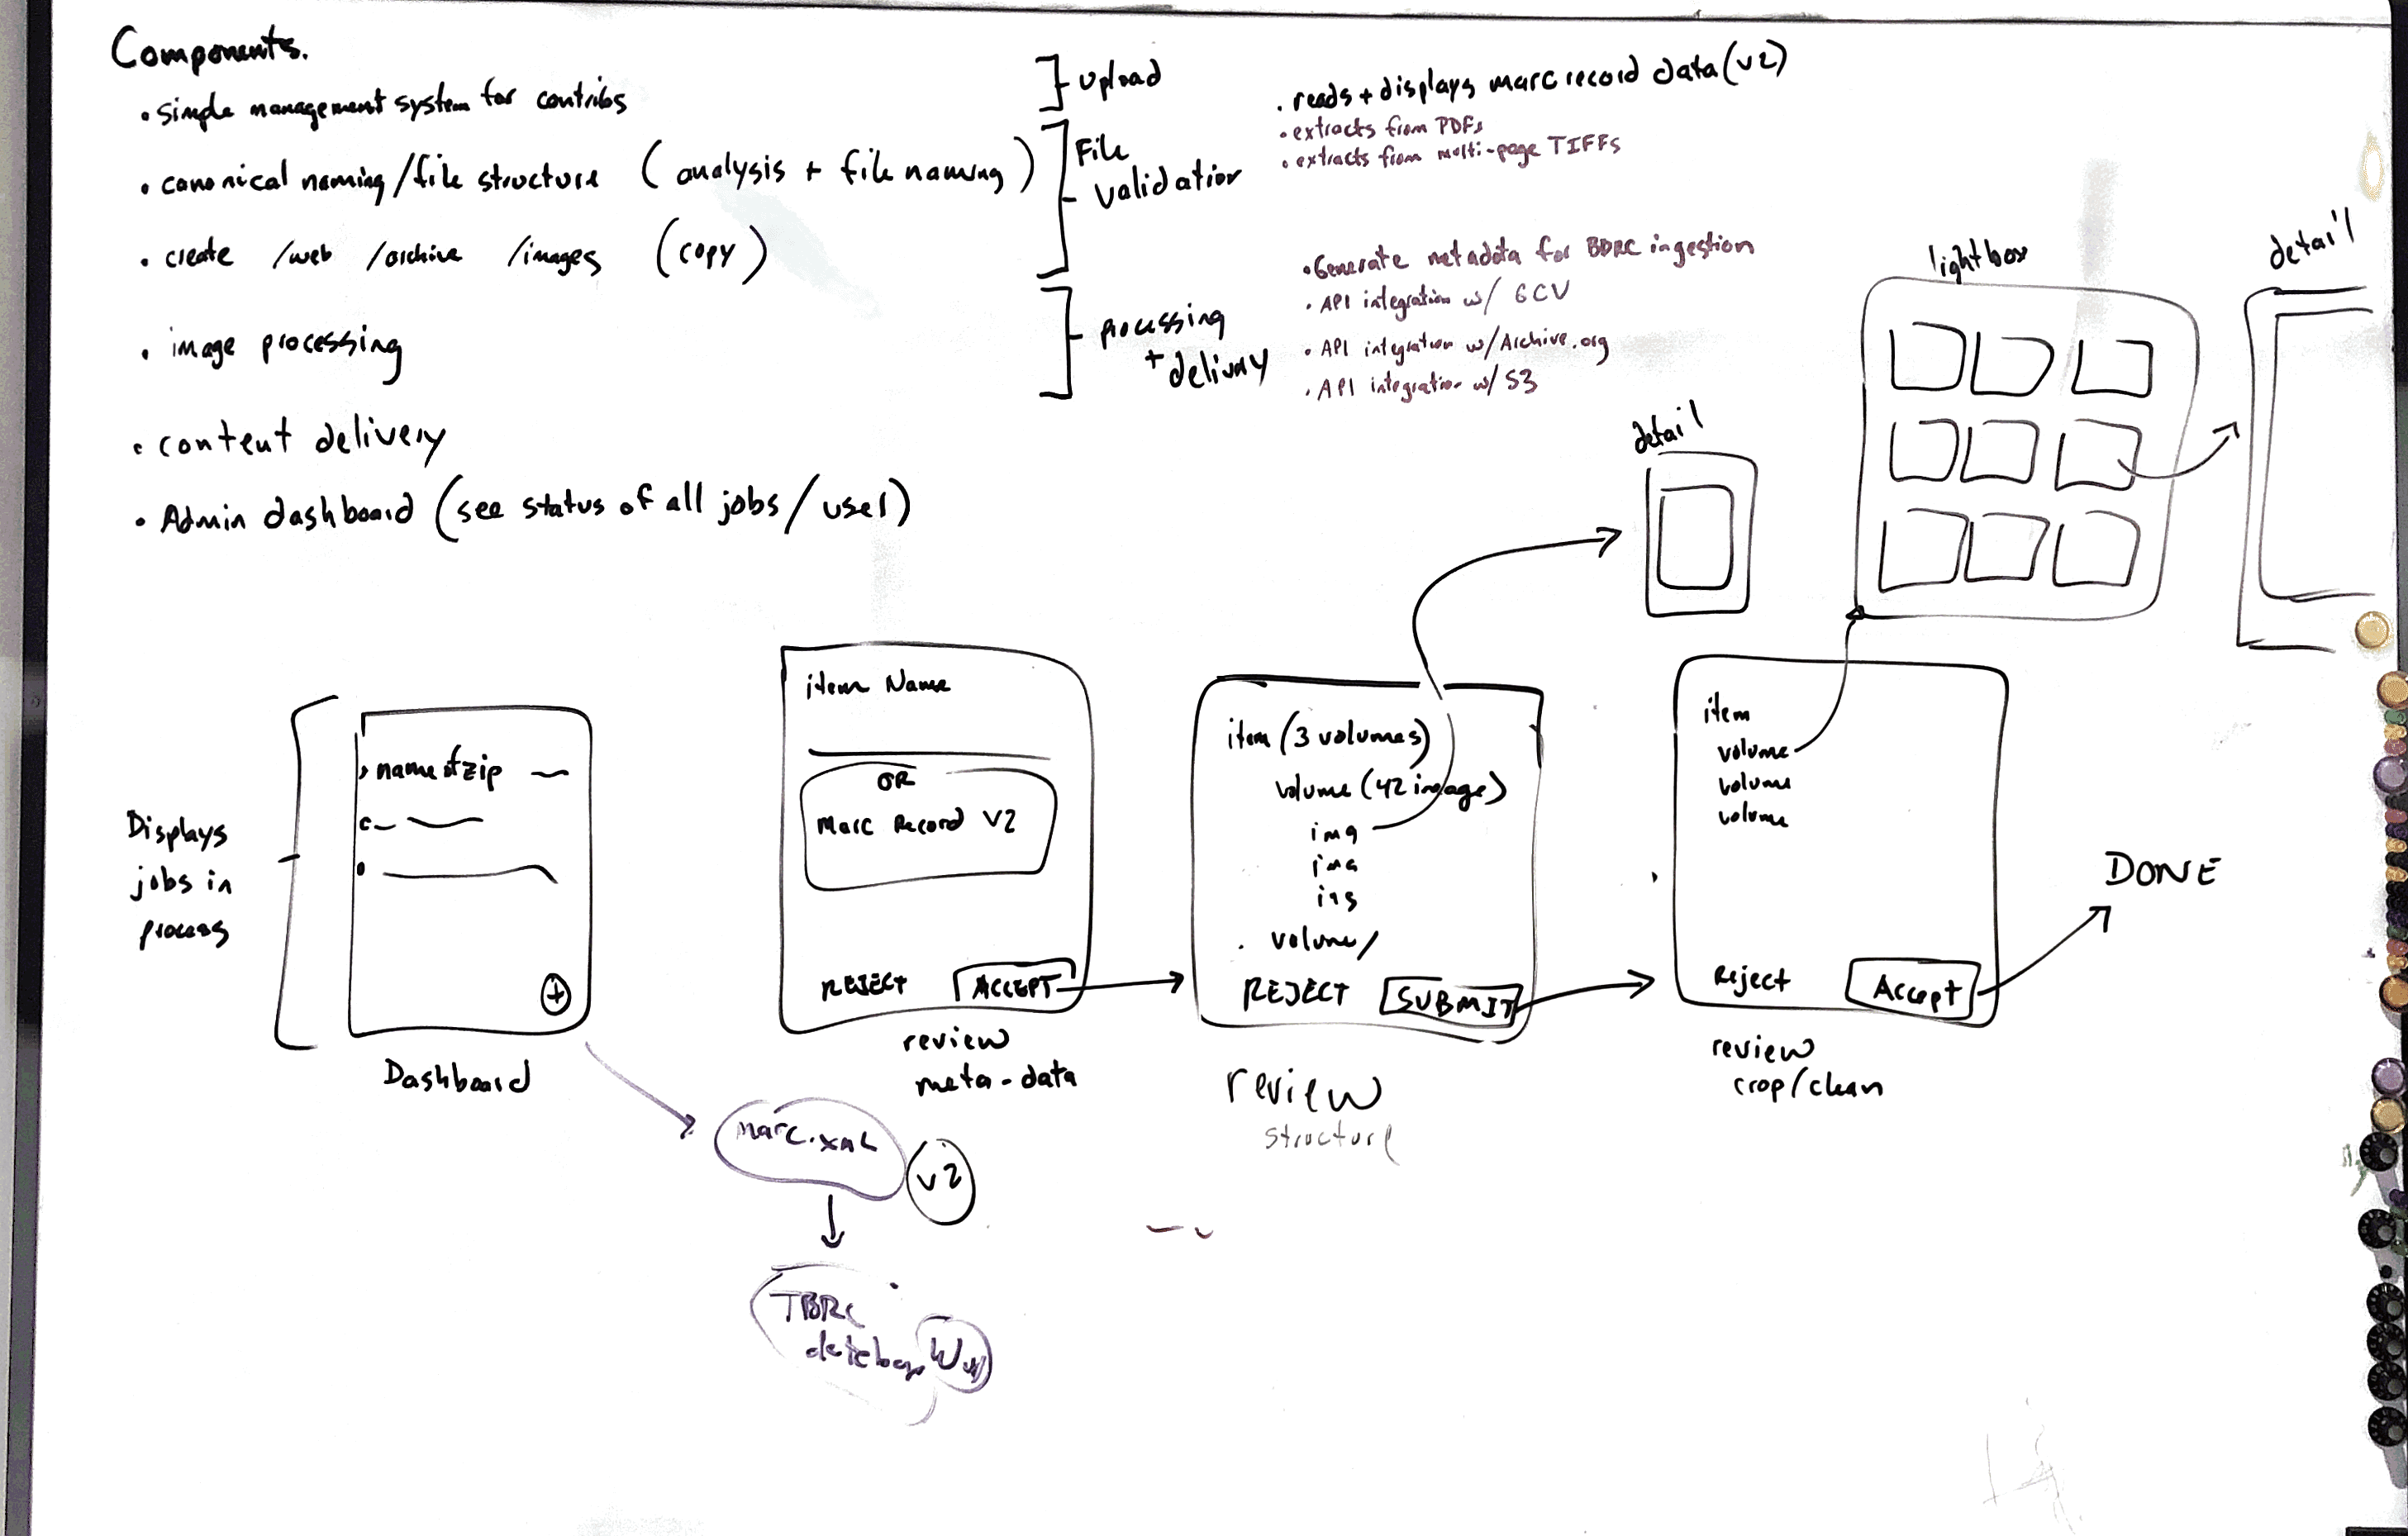 Components.
• simple management system for contribs
• canonical naming/file structure (analysis + file naming)
• create /web /archive /images (copy)
• image processing
• content delivery
• Admin dashboard (see status of all jobs/user)
upload
File
validation
processing
+ delivery
• reads + displays marc record data (v2)
• extracts from PDFs
• extracts from multi-page TIFFs
• Generate metadata for BDRC ingestion
• API integration w/ GCV
• API integration w/ Archive.org
• API integration w/ S3
detail
lightbox
detail
Displays
jobs in
process
name of zip
+
Dashboard
item Name
OR
Marc Record V2
REJECT ACCEPT
review
meta-data
item (3 volumes)
volume (42 image)
img
img
volume/
REJECT SUBMIT
review
structure
item
volume
volume
volume
Reject Accept
review
crop/clean
DONE
marc.xml
v2
TBRC